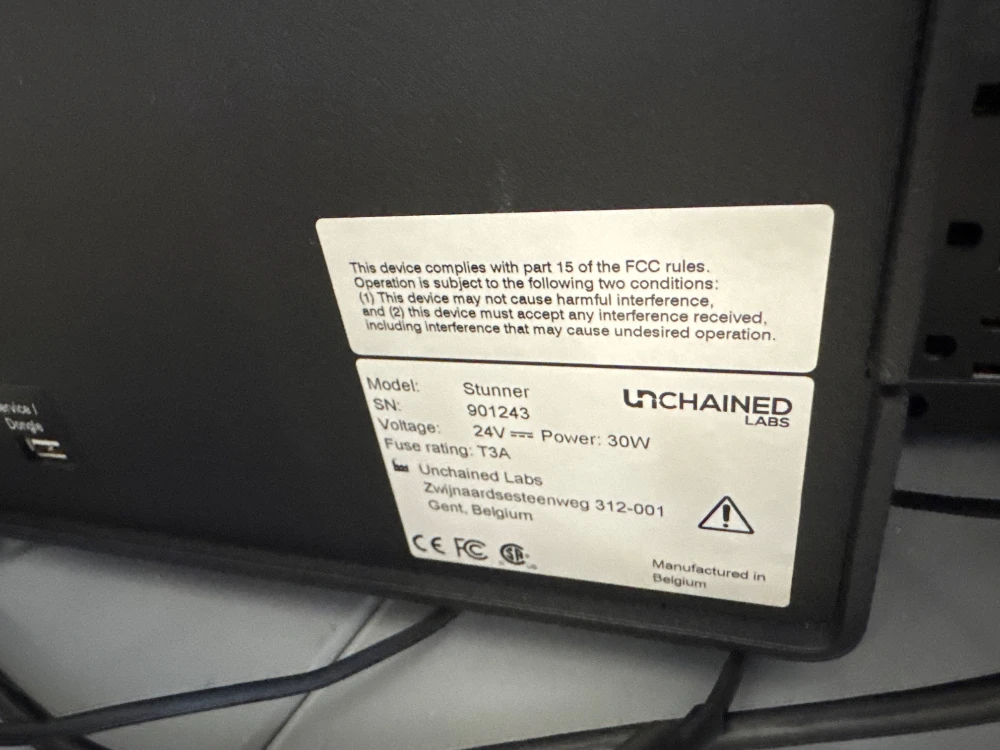 This device complies with part 15 of the FCC rules.
Operation is subject to the following two conditions:
(1) This device may not cause harmful interference,
and (2) this device must accept any interference received,
including interference that may cause undesired operation.
Model: Stunner
SN: 901243
Voltage: 24V Power: 30W
Fuse rating: T3A
UNCHAINED
LABS
Unchained Labs
Zwijnaardsesteenweg 312-001
Gent, Belgium
CE FC
Manufactured in
Belgium
Dongle